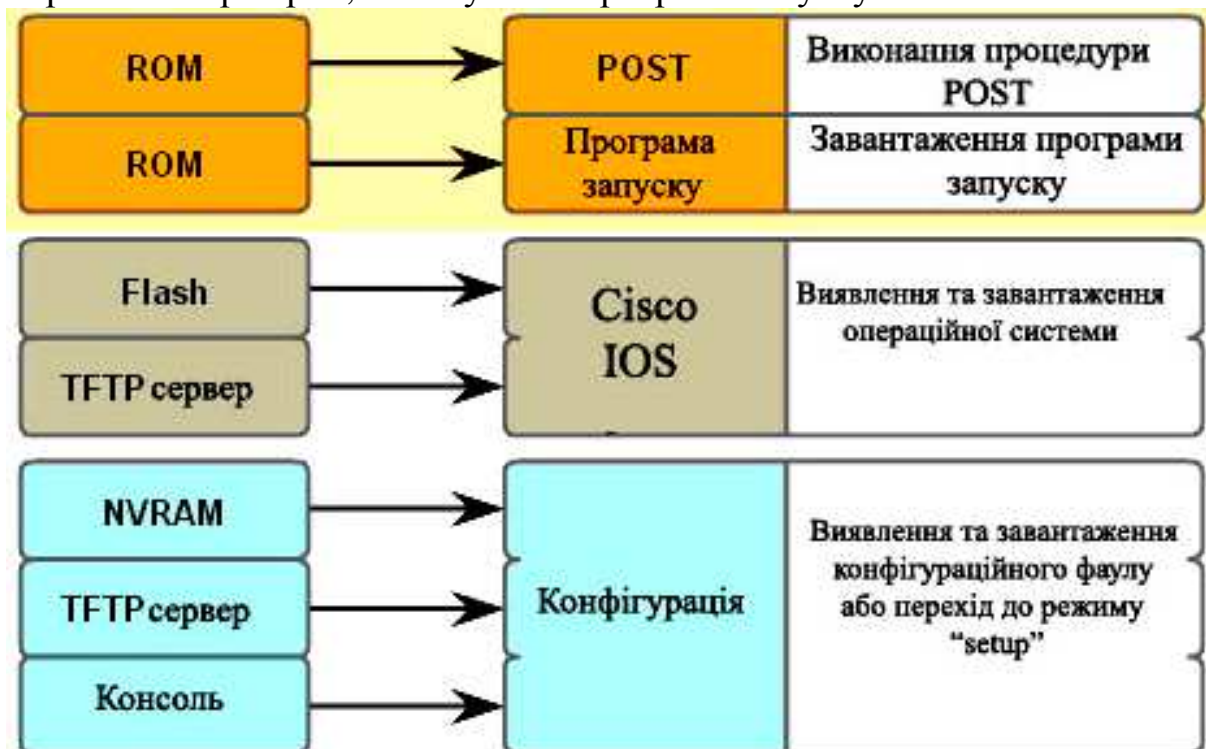 ROM
POST
Виконання процедури
POST
ROM
Програма
запуску
Завантаження програми
запуску
Flash
TFTP сервер
Cisco
IOS
Виявлення та завантаження
операційної системи
NVRAM
TFTP сервер
Консоль
Конфігурація
Виявлення та завантаження
конфігураційного фаулу
або перехід до режиму
“setup”